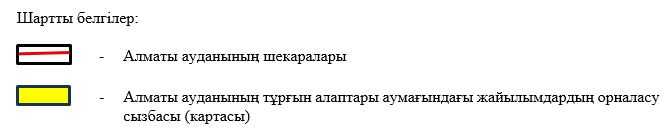 Шартты белгілер:
- Алматы ауданының шекаралары
- Алматы ауданының тұрғын алаптары аумағындағы жайылымдардың орналасу
сызбасы (картасы)